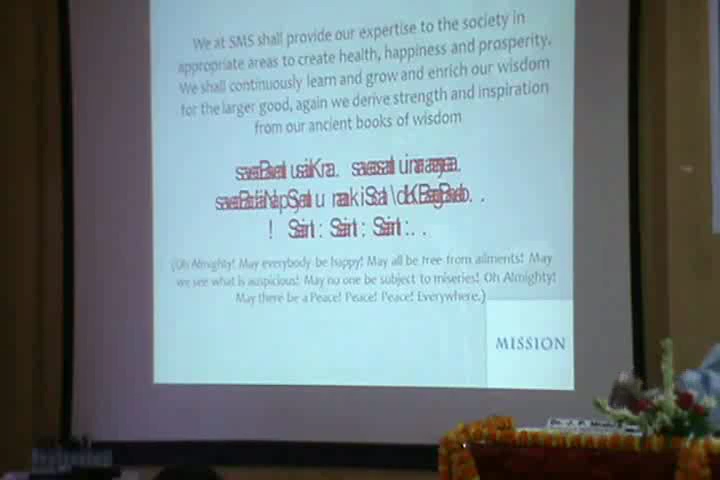 We at SMS shall provide our expertise to the society in
appropriate areas to create health, happiness and prosperity.
We shall continuously learn and grow and enrich our wisdom
for the larger good, again we derive strength and inspiration
from our ancient books of wisdom
(Oh Almighty! May everybody be happy! May all be free from ailments! May
we see what is auspicious! May no one be subject to miseries! Oh Almighty!
May there be a Peace! Peace! Peace! Everywhere.)
MISSION
Dr. J. P.